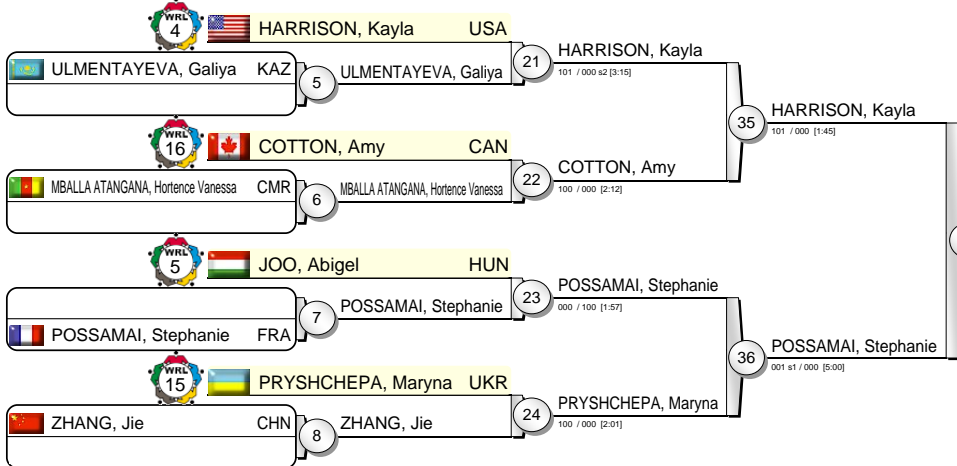 WRL
4
HARRISON, Kayla USA
ULMENTAYEVA, Galiya KAZ
5
ULMENTAYEVA, Galiya
21
HARRISON, Kayla
101 / 000 s2 [3:15]
WRL
16
COTTON, Amy CAN
MBALLA ATANGANA, Hortence Vanessa CMR
6
MBALLA ATANGANA, Hortence Vanessa
22
COTTON, Amy
100 / 000 [2:12]
35
HARRISON, Kayla
101 / 000 [1:45]
WRL
5
JOO, Abigel HUN
POSSAMAI, Stephanie FRA
7
POSSAMAI, Stephanie
23
POSSAMAI, Stephanie
000 / 100 [1:57]
WRL
15
PRYSHCHEPA, Maryna UKR
ZHANG, Jie CHN
8
ZHANG, Jie
24
PRYSHCHEPA, Maryna
100 / 000 [2:01]
36
POSSAMAI, Stephanie
001 s1 / 000 [5:00]